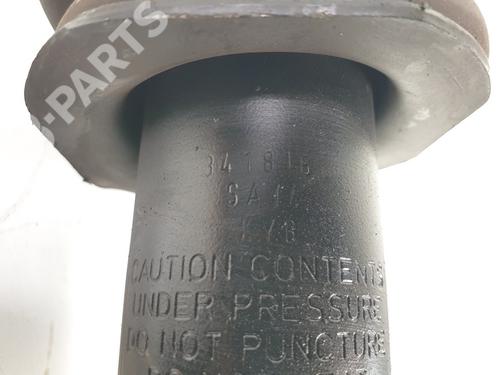 B-PARTS
341816
KYB
CAUTION CONTENTS
UNDER PRESSURE
DO NOT PUNCTURE